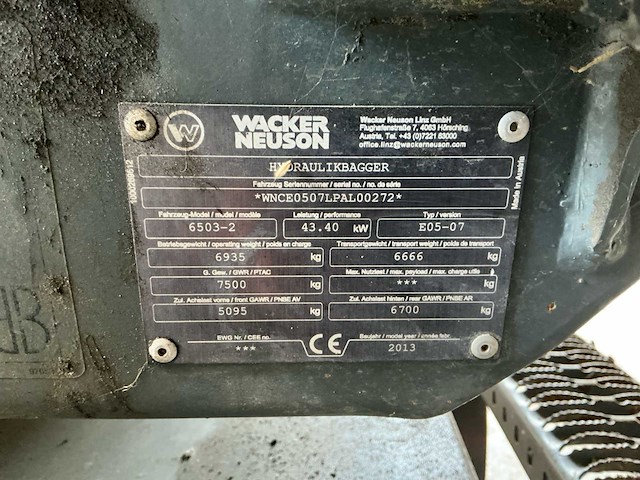 WACKER
NEUSON
Wacker Neuson Linz GmbH
Flughafenstraße 7, 4063 Hörsching
Austria, Tel. +43 (0)7221 63000
office.linz@wackerneuson.com
HYDRAULIKBAGGER
Fahrzeug Seriennummer / serial no. / no. de série
*WNCE0507LPAL00272*
Fahrzeug-Model / model / modèle
6503-2
Leistung / performance
43.40 kW
Typ / version
E05-07
Betriebsgewicht / operating weight / poids en charge
6935 kg
Transportgewicht / transport weight / poids de transport
6666 kg
G. Gew. / GWR / PTAC
7500 kg
Max. Nutzlast / max. payload / max. charge utile
*** kg
Zul. Achslast vorne / front GAWR / PNBE AV
5095 kg
Zul. Achslast hinten / rear GAWR / PNBE AR
6700 kg
EWG Nr. / CEE no.
***
CE
Baujahr / model year / année fabr.
2013
Made in Austria